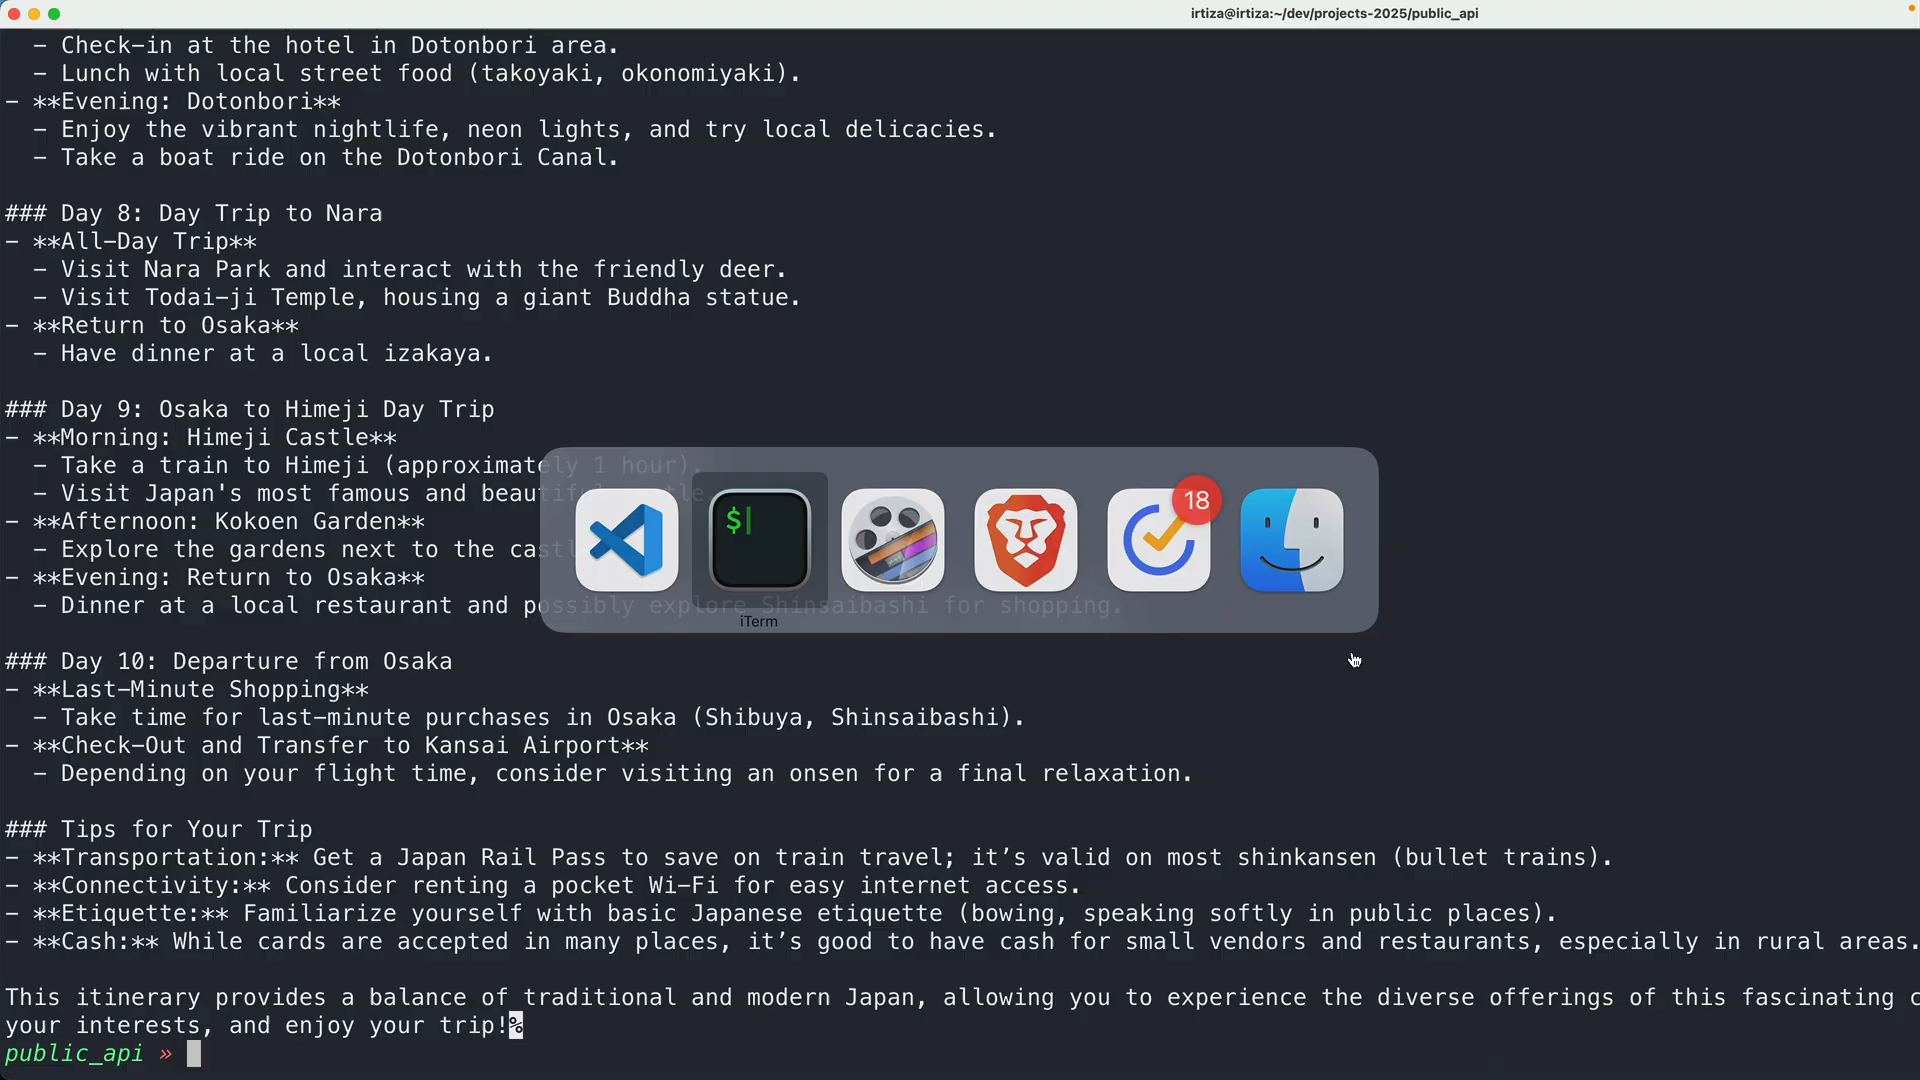 irtiza@irtiza:~/dev/projects-2025/public_api
– Check-in at the hotel in Dotonbori area.
– Lunch with local street food (takoyaki, okonomiyaki).
– **Evening: Dotonbori**
– Enjoy the vibrant nightlife, neon lights, and try local delicacies.
– Take a boat ride on the Dotonbori Canal.
### Day 8: Day Trip to Nara
– **All-Day Trip**
– Visit Nara Park and interact with the friendly deer.
– Visit Todai-ji Temple, housing a giant Buddha statue.
– **Return to Osaka**
– Have dinner at a local izakaya.
### Day 9: Osaka to Himeji Day Trip
– **Morning: Himeji Castle**
– Take a train to Himeji (approximately 1 hour).
– Visit Japan's most famous and beautiful castle.
– **Afternoon: Kokoen Garden**
– Explore the gardens next to the cast
– **Evening: Return to Osaka**
– Dinner at a local restaurant and possibly explore Shinsaibashi for shopping.
$
18
iTerm
### Day 10: Departure from Osaka
– **Last-Minute Shopping**
– Take time for last-minute purchases in Osaka (Shibuya, Shinsaibashi).
– **Check-Out and Transfer to Kansai Airport**
– Depending on your flight time, consider visiting an onsen for a final relaxation.
### Tips for Your Trip
– **Transportation:** Get a Japan Rail Pass to save on train travel; it’s valid on most shinkansen (bullet trains).
– **Connectivity:** Consider renting a pocket Wi-Fi for easy internet access.
– **Etiquette:** Familiarize yourself with basic Japanese etiquette (bowing, speaking softly in public places).
– **Cash:** While cards are accepted in many places, it’s good to have cash for small vendors and restaurants, especially in rural areas.
This itinerary provides a balance of traditional and modern Japan, allowing you to experience the diverse offerings of this fascinating c
your interests, and enjoy your trip!%
public_api »